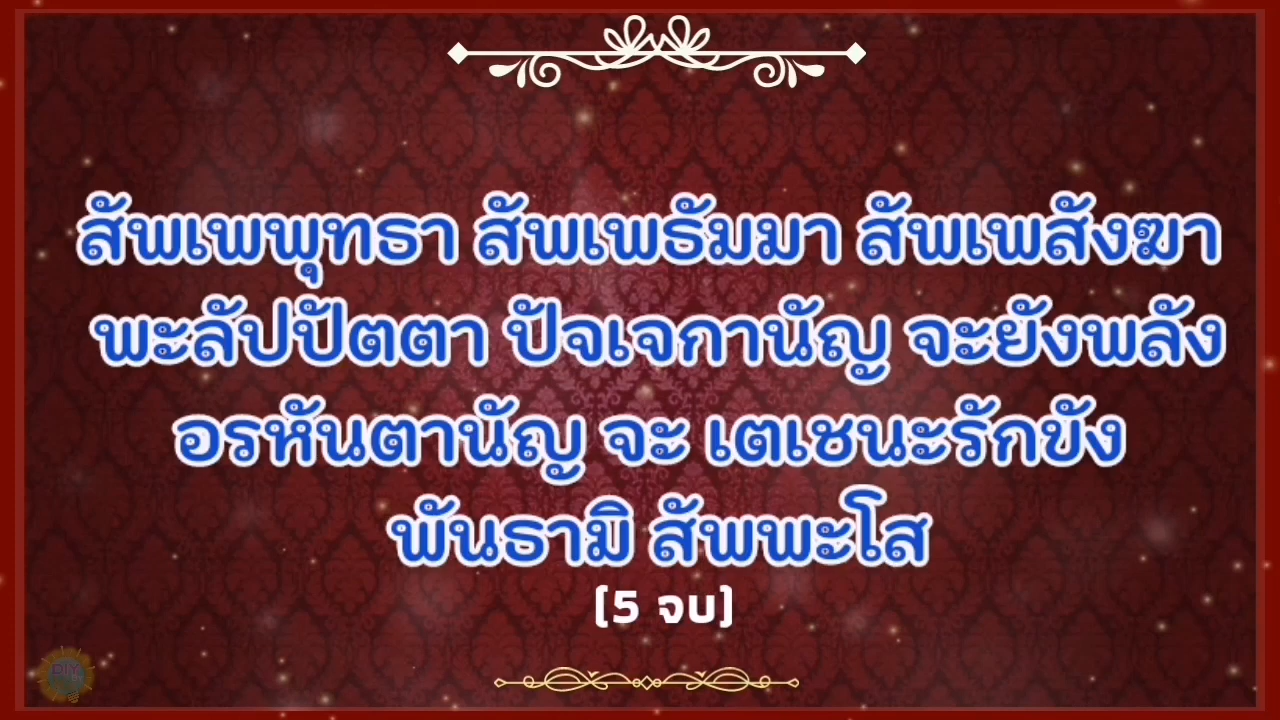 สัพเพพุทธา สัพเพธัมมา สัพเพสังฆา
พะลัปปัตตา ปัจเจกานัญ จะยังพลัง
อรหันตานัญ จะ เตเชนะรักขัง
พันธามิ สัพพะโส
(5 จบ)
DIY